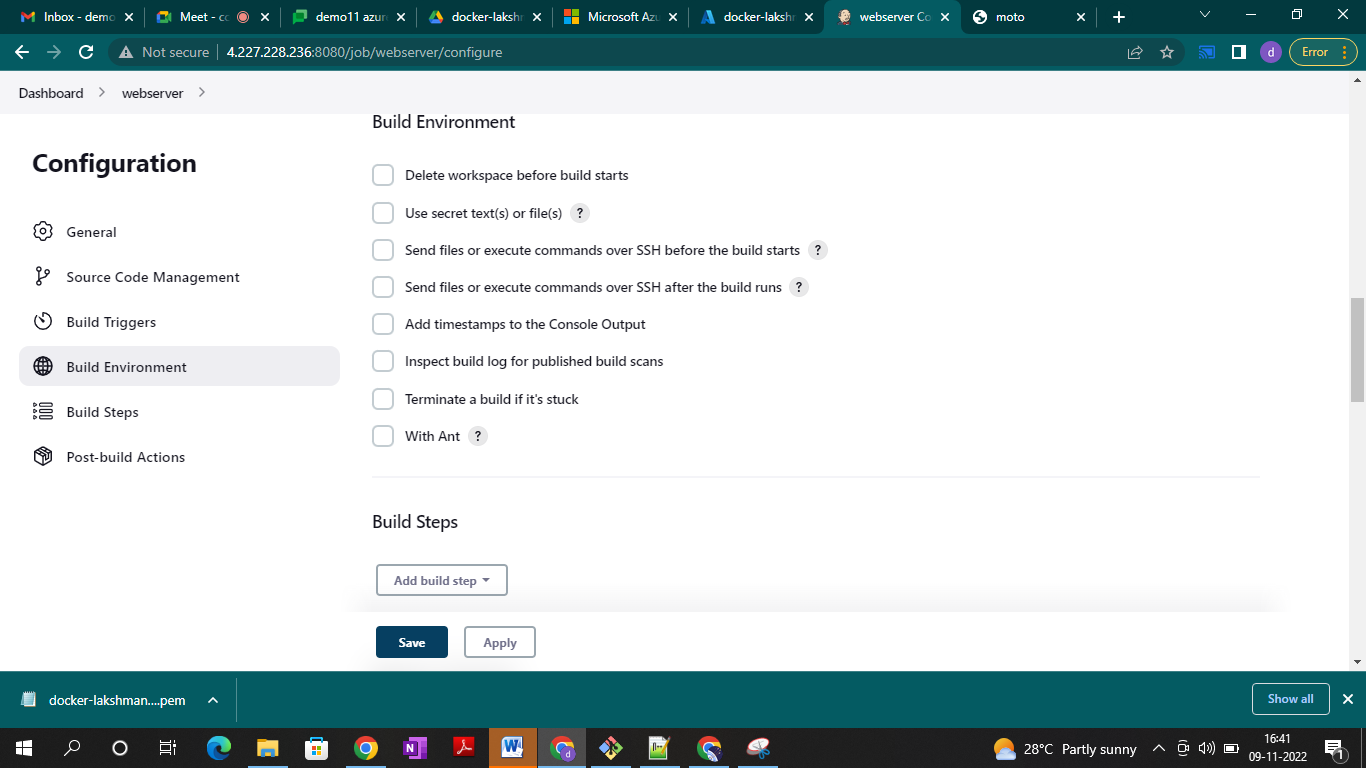 Inbox - demo
Meet - co
demo11 azure
docker-lakshm
Microsoft Azu
docker-lakshm
webserver Co
moto
Not secure
4.227.228.236:8080/job/webserver/configure
d
Error
Dashboard
webserver
Configuration
General
Source Code Management
Build Triggers
Build Environment
Build Steps
Post-build Actions
Build Environment
Delete workspace before build starts
Use secret text(s) or file(s) ?
Send files or execute commands over SSH before the build starts ?
Send files or execute commands over SSH after the build runs ?
Add timestamps to the Console Output
Inspect build log for published build scans
Terminate a build if it's stuck
With Ant ?
Build Steps
Add build step
Save
Apply
docker-lakshman....pem
Show all
28°C Partly sunny
16:41
09-11-2022
1